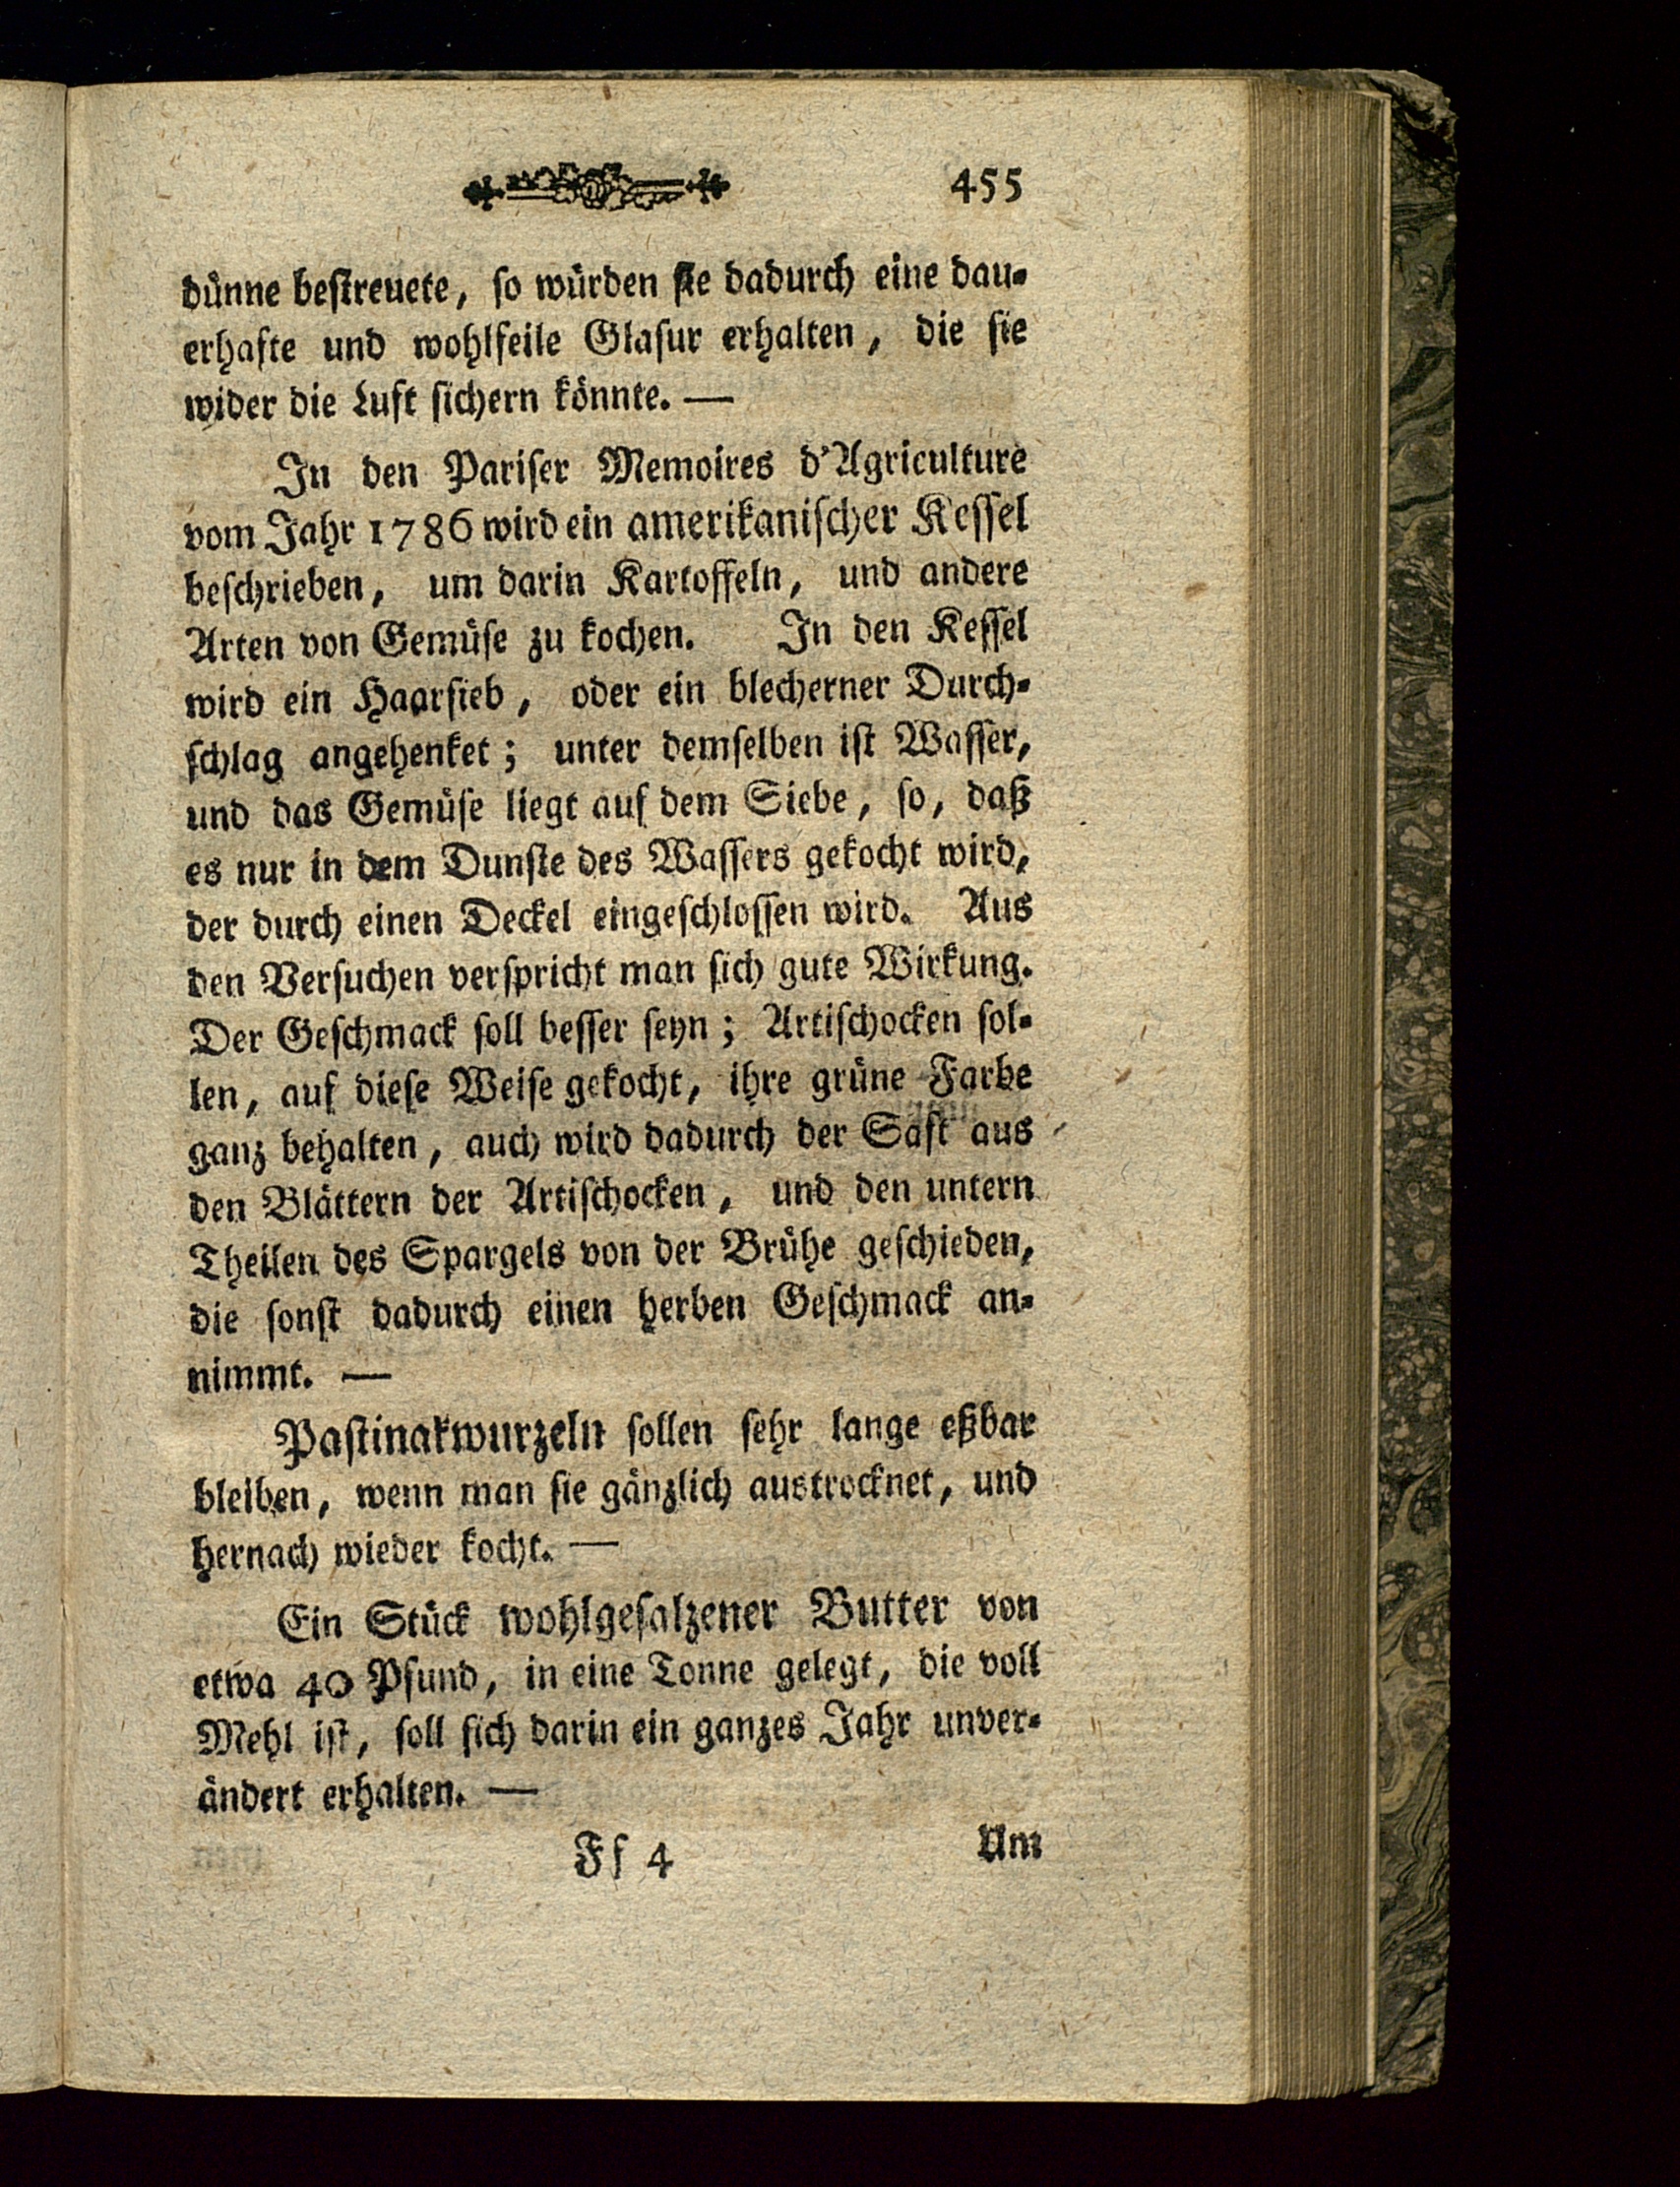 455
dünne bestreuete, so würden sie dadurch eine dau-
erhafte und wohlfeile Glasur erhalten, die sie
wider die Luft sichern könnte. —
In den Pariser Memoires d'Agriculture
vom Jahr 1786 wird ein amerikanischer Kessel
beschrieben, um darin Kartoffeln, und andere
Arten von Gemüse zu kochen. In den Kessel
wird ein Haarsieb, oder ein blecherner Durch-
schlag angehenket; unter demselben ist Wasser,
und das Gemüse liegt auf dem Siebe, so, daß
es nur in dem Dunste des Wassers gekocht wird,
der durch einen Deckel eingeschlossen wird. Aus
den Versuchen verspricht man sich gute Wirkung.
Der Geschmack soll besser seyn; Artischocken sol-
len, auf diese Weise gekocht, ihre grüne Farbe
ganz behalten, auch wird dadurch der Saft aus
den Blättern der Artischocken, und den untern
Theilen des Spargels von der Brühe geschieden,
die sonst dadurch einen herben Geschmack an-
nimmt. —
Pastinakwurzeln sollen sehr lange eßbar
bleiben, wenn man sie gänzlich austrocknet, und
hernach wieder kocht. —
Ein Stück wohlgesalzener Butter von
etwa 40 Pfund, in eine Tonne gelegt, die voll
Mehl ist, soll sich darin ein ganzes Jahr unver-
ändert erhalten. —
Ff 4 Um